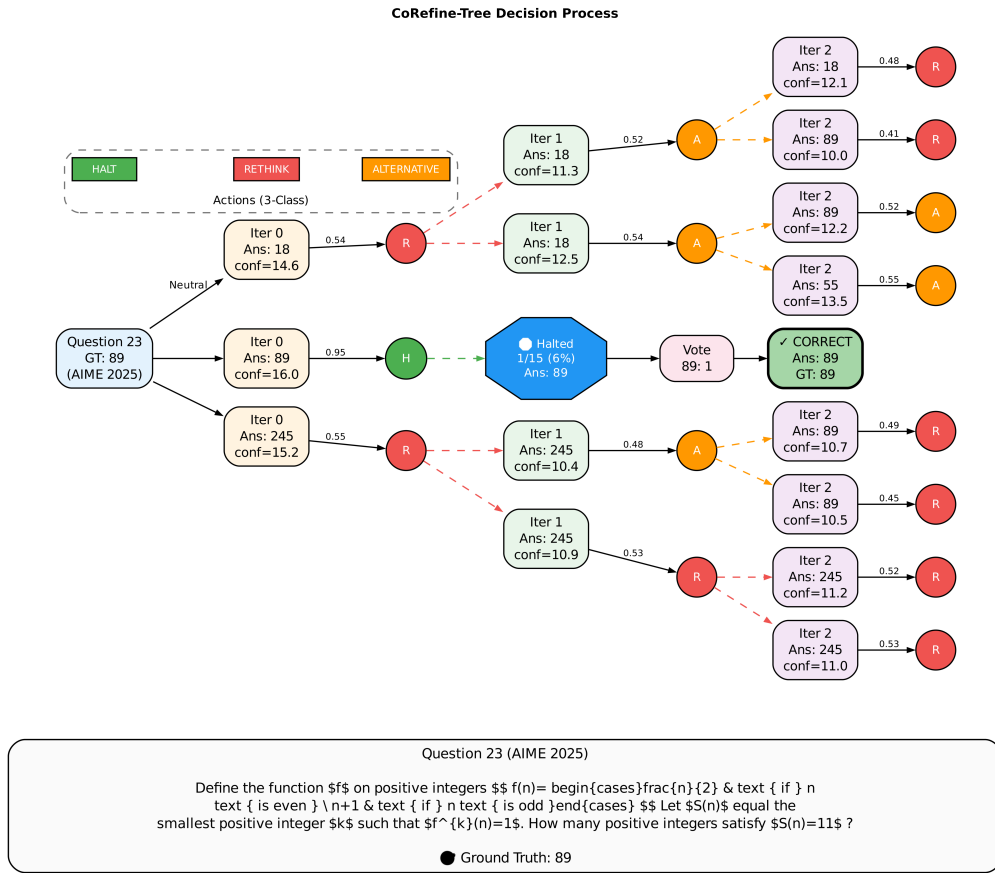 CoRefine-Tree Decision Process
HALT
RETHINK
ALTERNATIVE
Actions (3-Class)
Question 23
GT: 89
(AIME 2025)
Neutral
Iter 0
Ans: 18
conf=14.6
0.54
R
Iter 0
Ans: 89
conf=16.0
0.95
H
Iter 0
Ans: 245
conf=15.2
0.55
R
Iter 1
Ans: 18
conf=11.3
0.52
A
Iter 1
Ans: 18
conf=12.5
0.54
A
Halted
1/15 (6%)
Ans: 89
Vote
89: 1
✓ CORRECT
Ans: 89
GT: 89
Iter 1
Ans: 245
conf=10.4
0.48
A
Iter 1
Ans: 245
conf=10.9
0.53
R
Iter 2
Ans: 18
conf=12.1
0.48
R
Iter 2
Ans: 89
conf=10.0
0.41
R
Iter 2
Ans: 89
conf=12.2
0.52
A
Iter 2
Ans: 55
conf=13.5
0.55
A
Iter 2
Ans: 89
conf=10.7
0.49
R
Iter 2
Ans: 89
conf=10.5
0.45
R
Iter 2
Ans: 245
conf=11.2
0.52
R
Iter 2
Ans: 245
conf=11.0
0.53
R
Question 23 (AIME 2025)
Define the function $f$ on positive integers $$ f(n)= begin{cases}frac{n}{2} & text { if } n
text { is even } \ n+1 & text { if } n text { is odd }end{cases} $$ Let $S(n)$ equal the
smallest positive integer $k$ such that $f^{k}(n)=1$. How many positive integers satisfy $S(n)=11$ ?
Ground Truth: 89